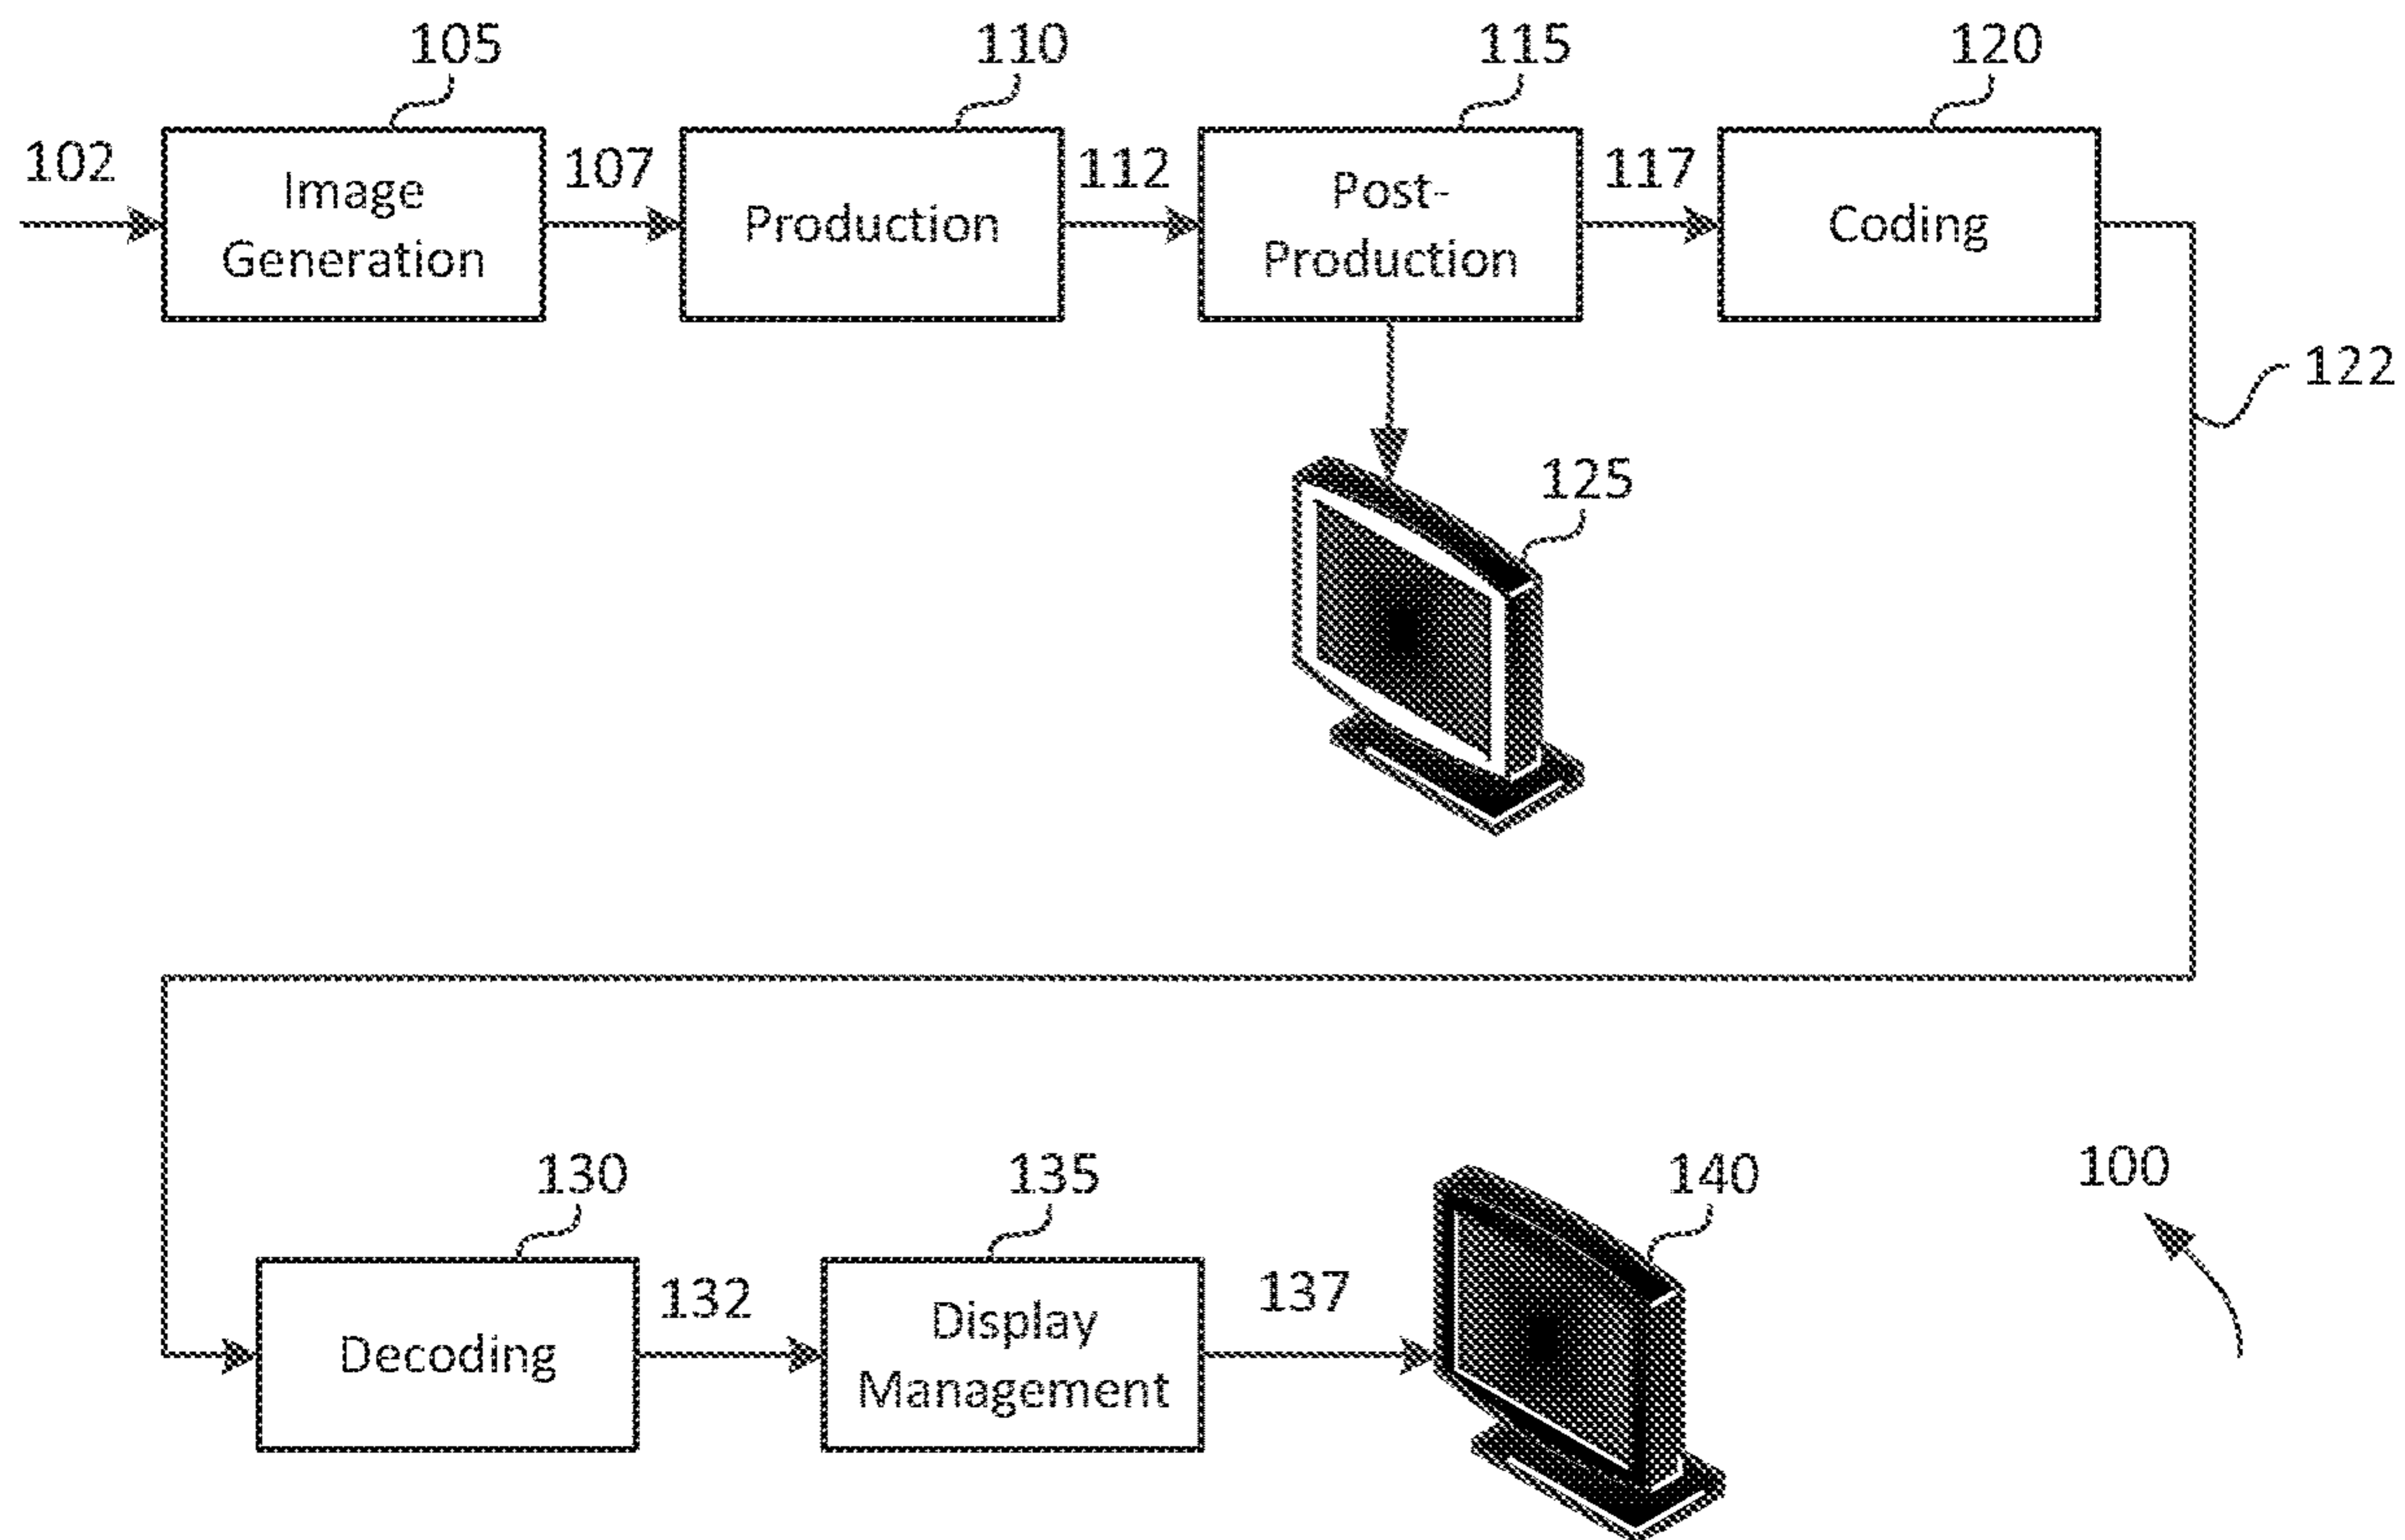 105
110
115
120
102
Image
Generation
107
Production
112
Post-
Production
117
Coding
122
125
130
135
140
100
Decoding
132
Display
Management
137